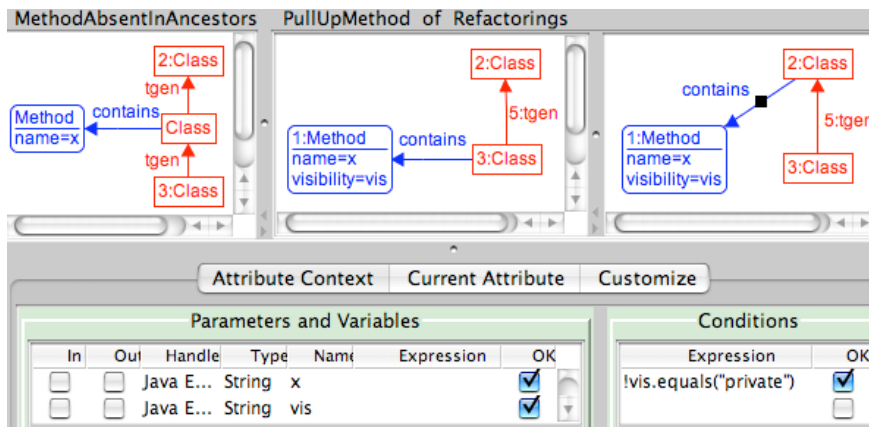 MethodAbsentInAncestors
PullUpMethod of Refactorings
2:Class
tgen
Method
name=x
contains
Class
tgen
3:Class
2:Class
5:tgen
1:Method
name=x
visibility=vis
contains
3:Class
2:Class
contains
5:tgen
1:Method
name=x
visibility=vis
3:Class
Attribute Context Current Attribute Customize
Parameters and Variables
In Out Handle Type Name Expression OK
Java E... String x
Java E... String vis
Conditions
Expression OK
!vis.equals("private")